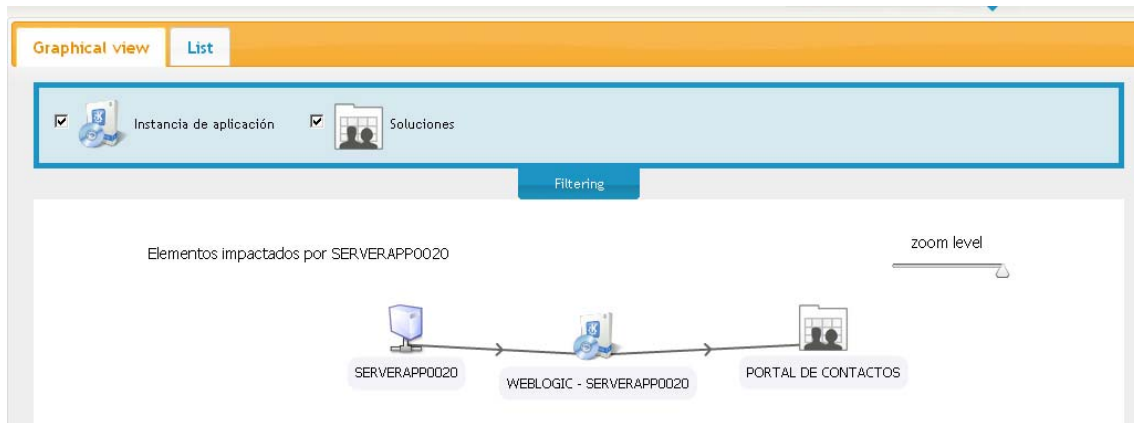 Graphical view List
Instancia de aplicación Soluciones
Filtering
Elementos impactados por SERVERAPP0020
zoom level
SERVERAPP0020
WEBLOGIC - SERVERAPP0020
PORTAL DE CONTACTOS